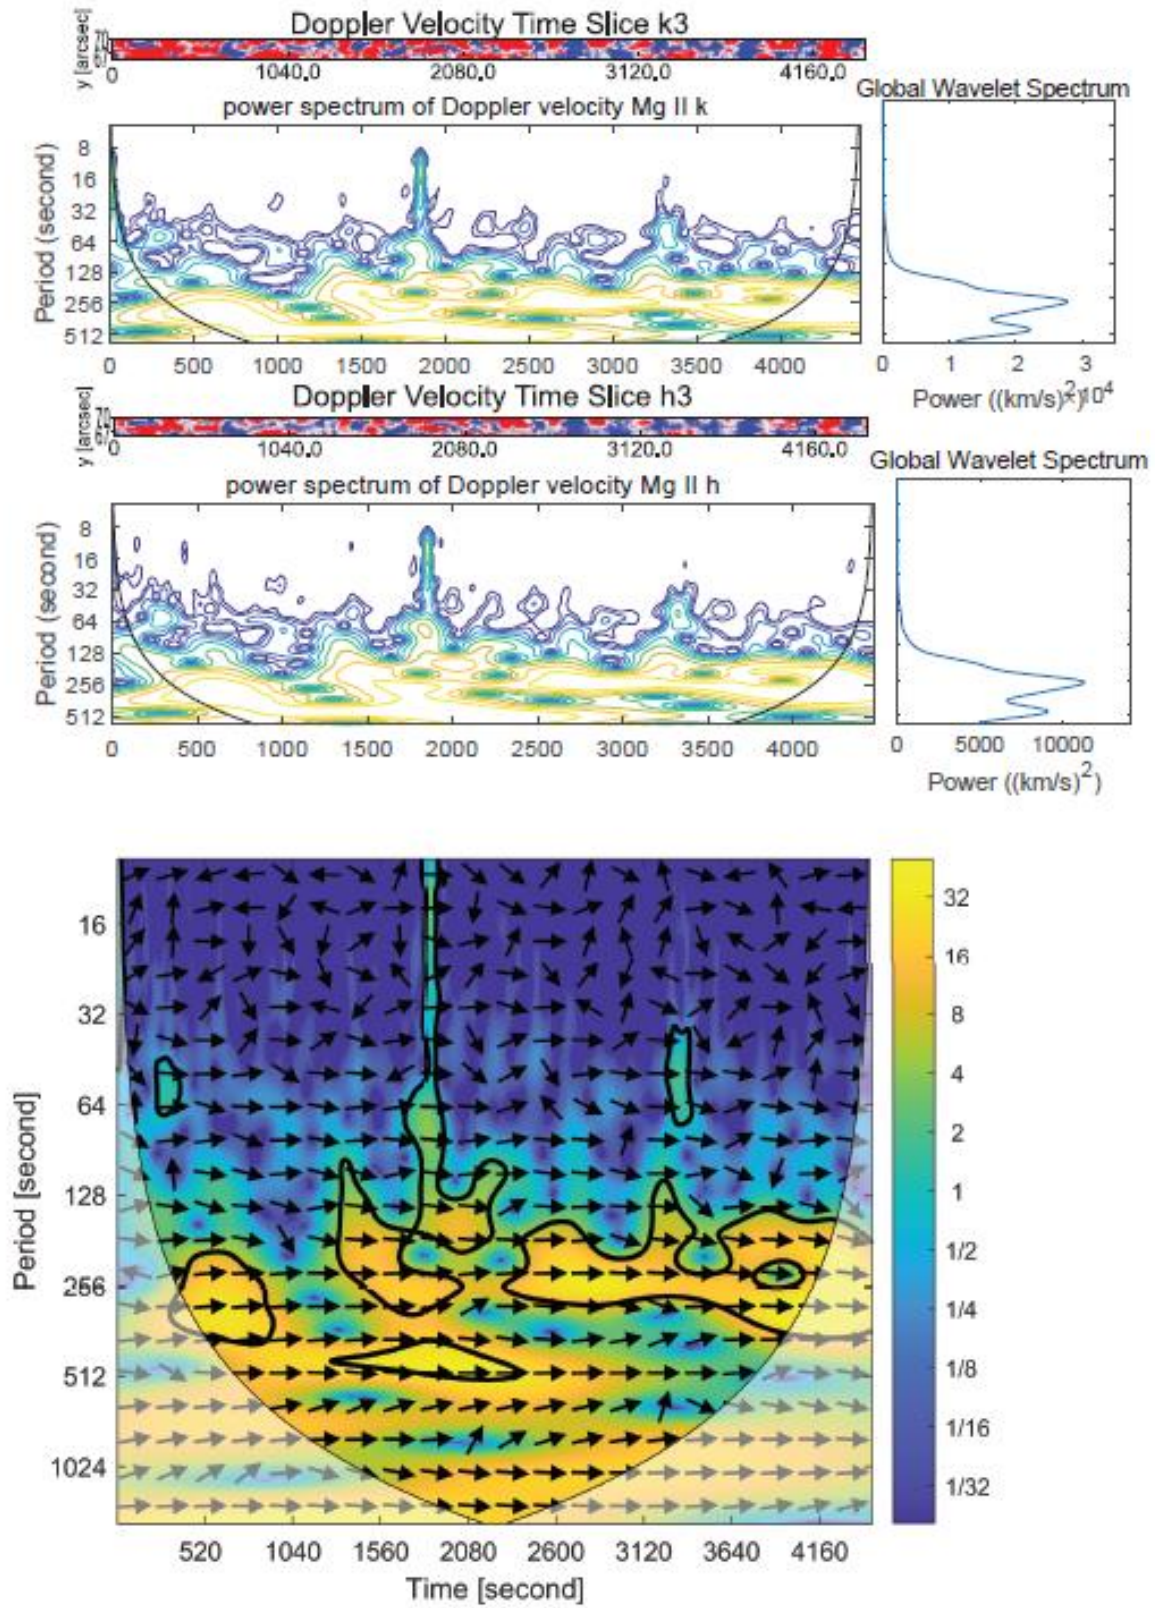 Doppler Velocity Time Slice k3
y [arcsec]
70
67
0 1040.0 2080.0 3120.0 4160.0
power spectrum of Doppler velocity Mg II k
Global Wavelet Spectrum
Period (second)
8
16
32
64
128
256
512
0 500 1000 1500 2000 2500 3000 3500 4000
0 1 2 3
Power ((km/s)2) × 104
Doppler Velocity Time Slice h3
y [arcsec]
70
67
0 1040.0 2080.0 3120.0 4160.0
power spectrum of Doppler velocity Mg II h
Global Wavelet Spectrum
Period (second)
8
16
32
64
128
256
512
0 500 1000 1500 2000 2500 3000 3500 4000
0 5000 10000
Power ((km/s)2)
Period [second]
16
32
64
128
256
512
1024
520 1040 1560 2080 2600 3120 3640 4160
Time [second]
32
16
8
4
2
1
1/2
1/4
1/8
1/16
1/32